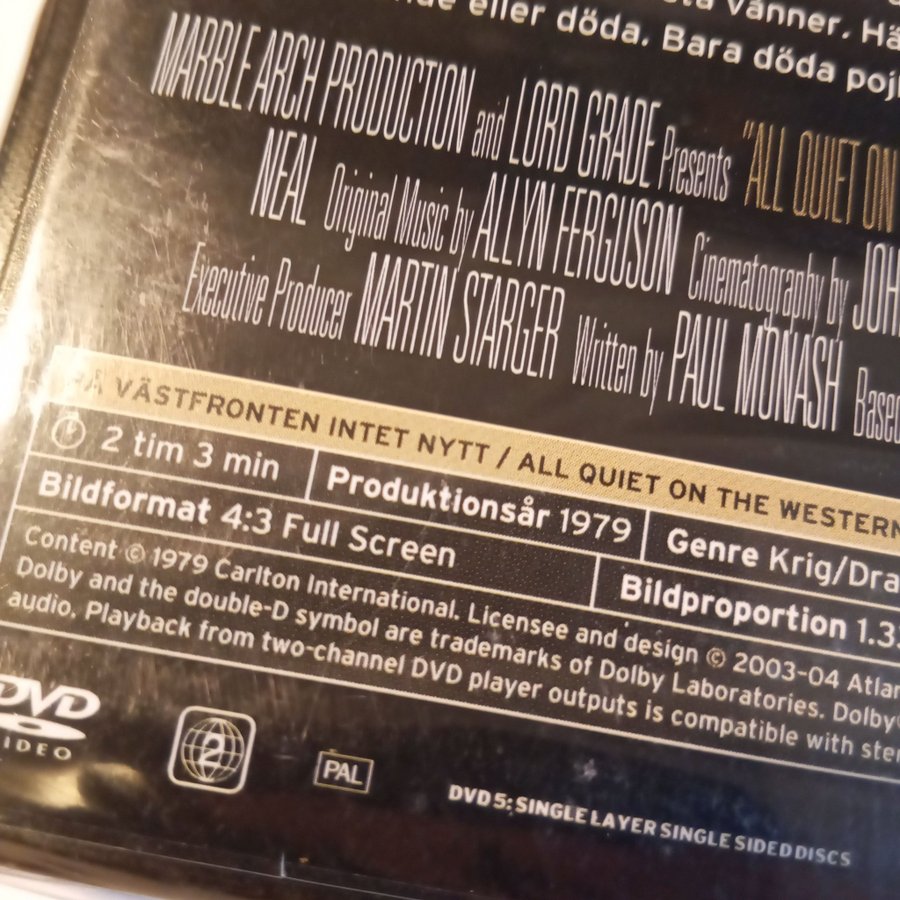 eller döda. Bara döda
vänner.
MARBLE ARCH PRODUCTION and LORD GRADE Presents "ALL QUIET ON
NEAL Original Music by ALLYN FERGUSON Cinematography by
Executive Producer MARTIN STARGER Written by PAUL MONASH Based
VÄSTFRONTEN INTET NYTT / ALL QUIET ON THE WESTERN
2 tim 3 min Produktionsår 1979 Genre Krig/Dra
Bildformat 4:3 Full Screen Bildproportion 1.3
Content © 1979 Carlton International. Licensee and design © 2003-04 Atlan
Dolby and the double-D symbol are trademarks of Dolby Laboratories. Dolby
audio. Playback from two-channel DVD player outputs is compatible with ster
DVD
VIDEO
2
PAL
DVD 5: SINGLE LAYER SINGLE SIDED DISCS